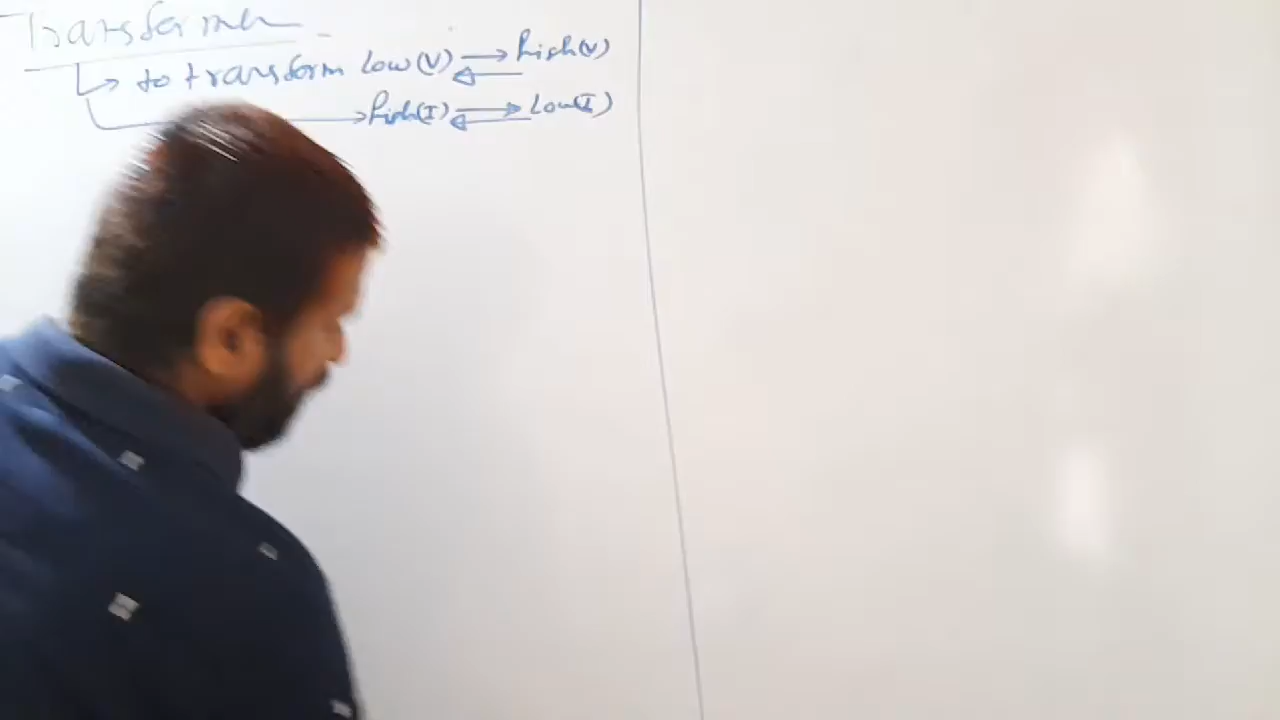 Transformer
to transform Low (V) ⇄ high (V)
high (I) ⇄ Low (I)